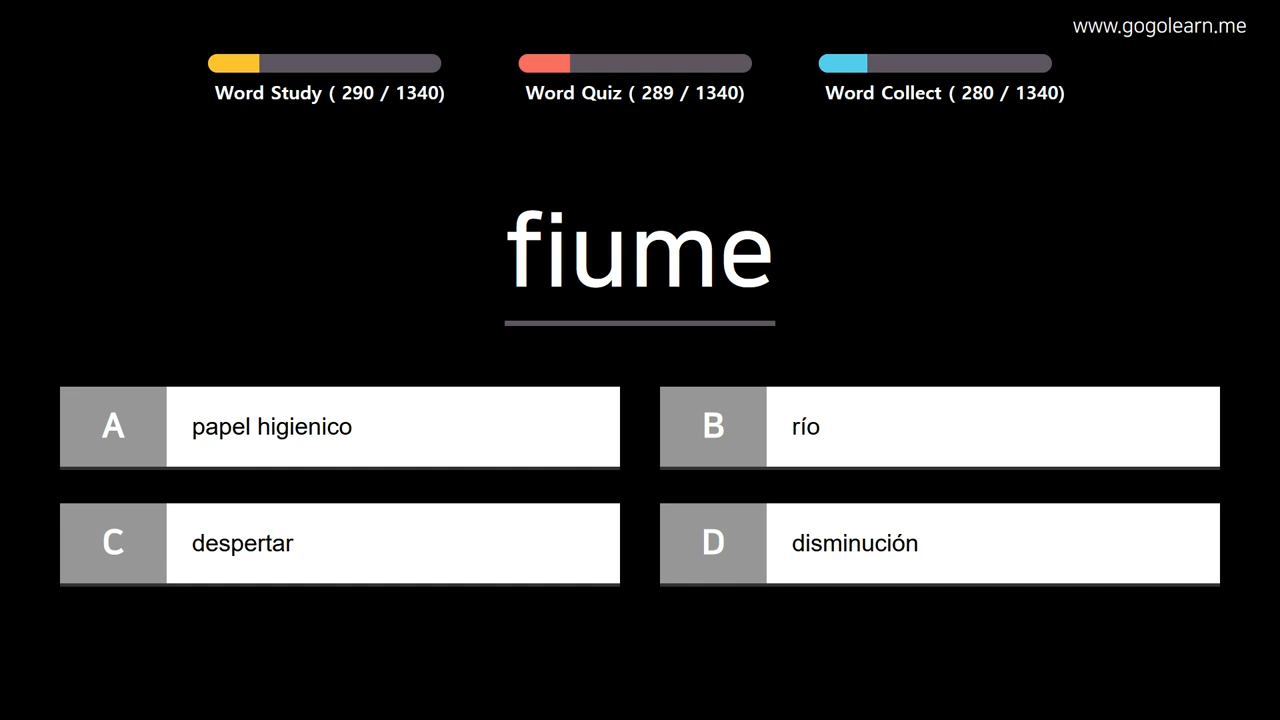 www.gogolearn.me
Word Study ( 290 / 1340)
Word Quiz ( 289 / 1340)
Word Collect ( 280 / 1340)
fiume
A papel higienico
B río
C despertar
D disminución